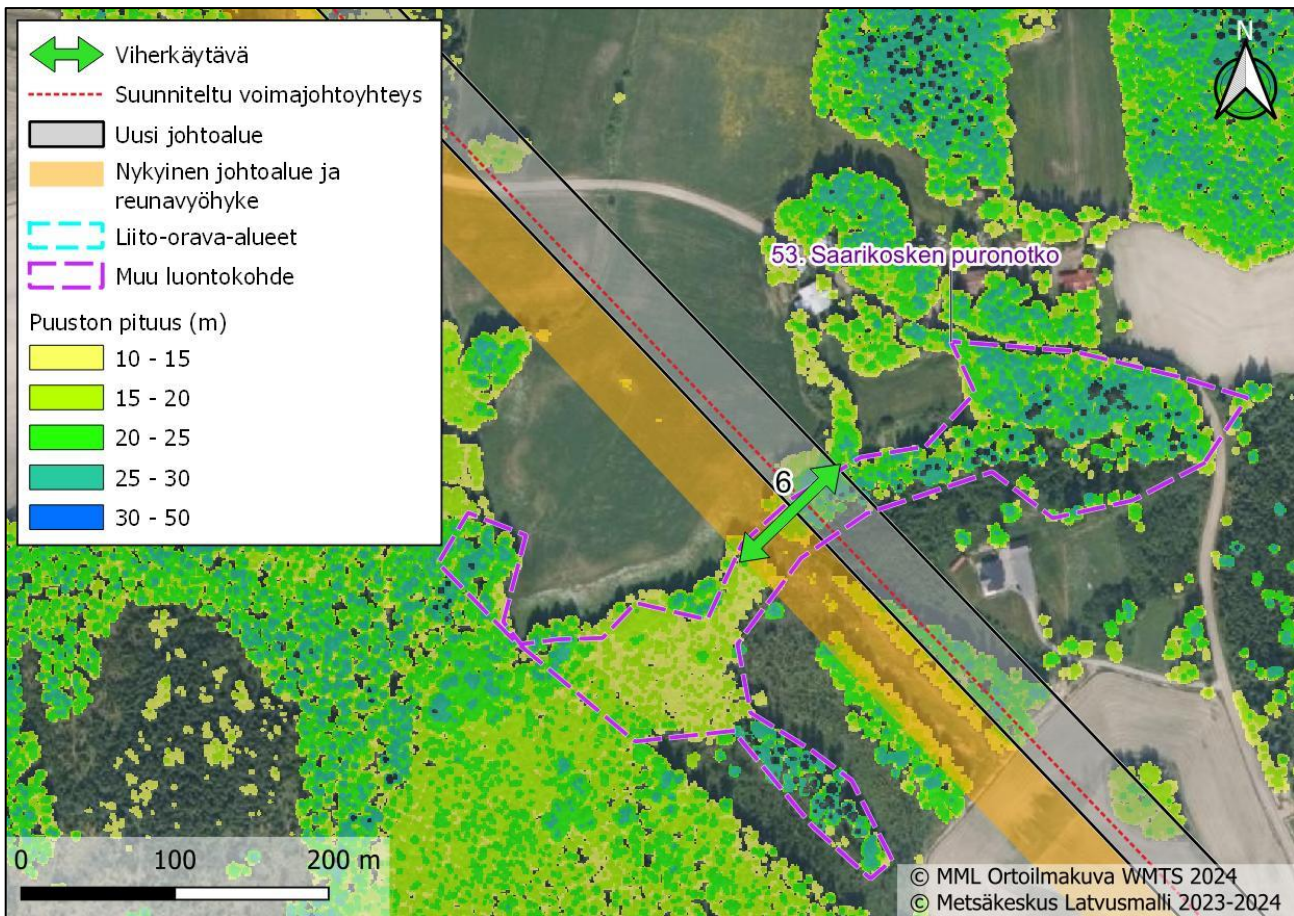 Viherkäytävä
Suunniteltu voimajohtoyhteys
Uusi johtoalue
Nykyinen johtoalue ja
reunavyöhyke
Liito-orava-alueet
Muu luontokohde
Puuston pituus (m)
10 - 15
15 - 20
20 - 25
25 - 30
30 - 50
N
53. Saarikosken puronotko
6
0 100 200 m
© MML Ortoilmakuva WMTS 2024
© Metsäkeskus Latvusmalli 2023-2024